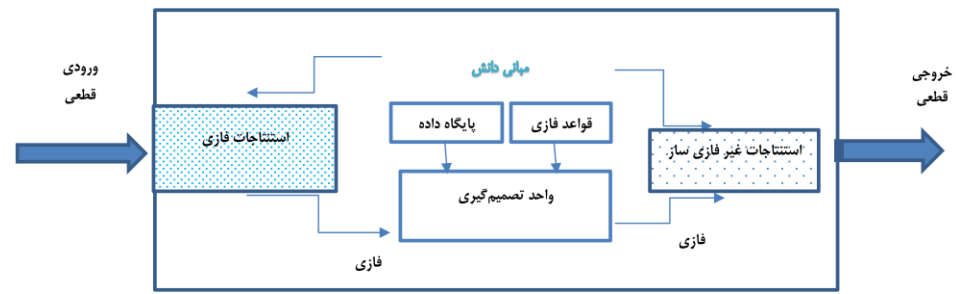 ورودی
قطعی
مبانی دانش
خروجی
قطعی
استنتاجات فازی
پایگاه داده
قواعد فازی
استنتاجات غیر فازی ساز
واحد تصمیم‌گیری
فازی
فازی